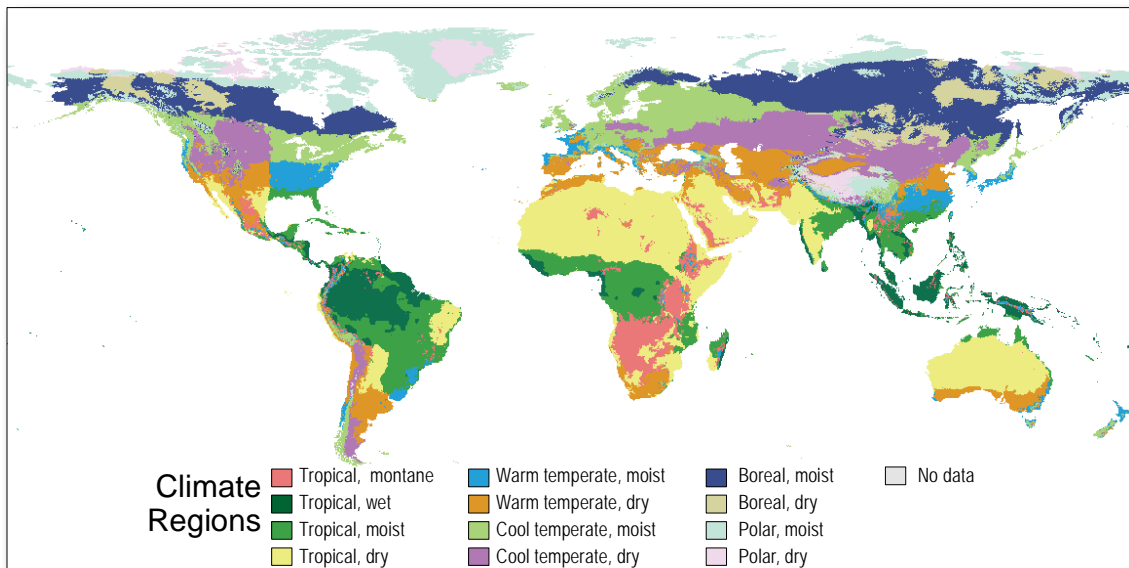 Climate
Regions
Tropical, montane
Tropical, wet
Tropical, moist
Tropical, dry
Warm temperate, moist
Warm temperate, dry
Cool temperate, moist
Cool temperate, dry
Boreal, moist
Boreal, dry
Polar, moist
Polar, dry
No data